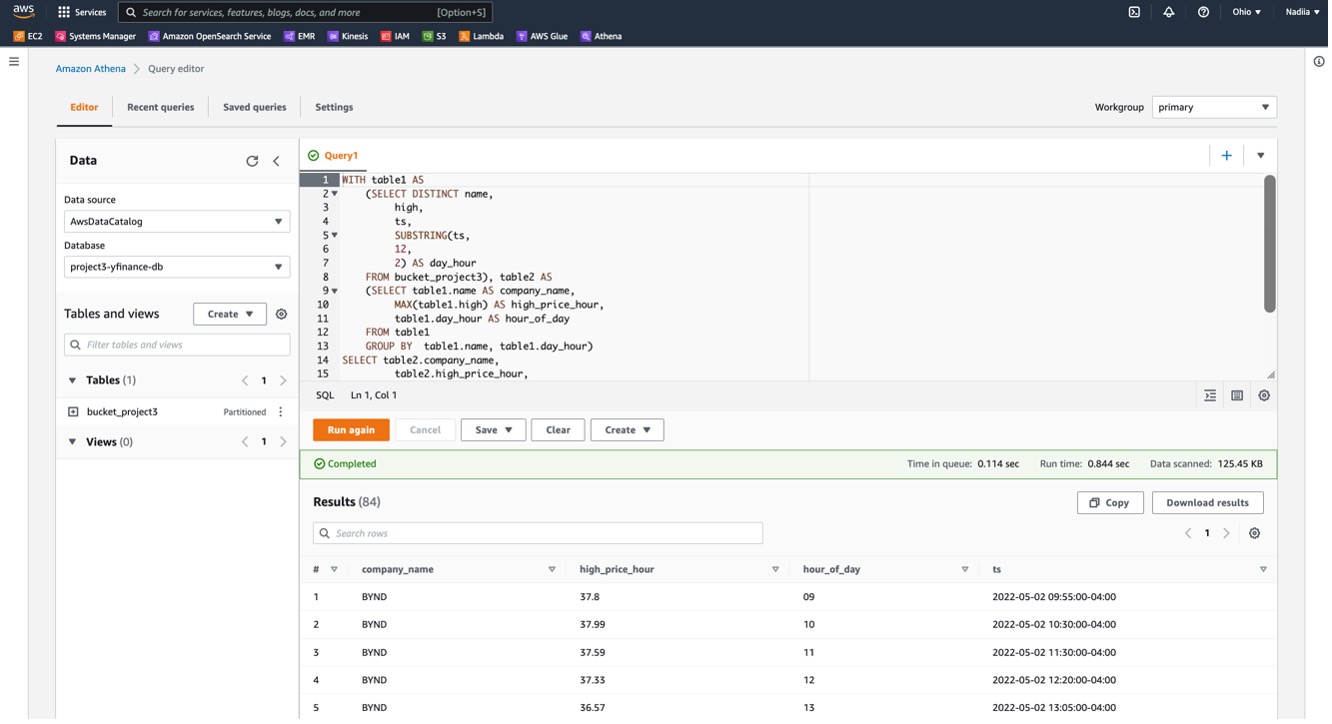 aws
Services
Search for services, features, blogs, docs, and more [Option+S]
Ohio
Nadiia
EC2 Systems Manager Amazon OpenSearch Service EMR Kinesis IAM S3 Lambda AWS Glue Athena
Amazon Athena > Query editor
Editor Recent queries Saved queries Settings
Workgroup primary
Data
Data source
AwsDataCatalog
Database
project3-yfinance-db
Tables and views Create
Filter tables and views
Tables (1) < 1 >
bucket_project3 Partitioned
Views (0) < 1 >
Query1
1 WITH table1 AS
2 (SELECT DISTINCT name,
3 high,
4 ts,
5 SUBSTRING(ts,
6 12,
7 2) AS day_hour
8 FROM bucket_project3), table2 AS
9 (SELECT table1.name AS company_name,
10 MAX(table1.high) AS high_price_hour,
11 table1.day_hour AS hour_of_day
12 FROM table1
13 GROUP BY table1.name, table1.day_hour)
14 SELECT table2.company_name,
15 table2.high_price_hour,
SQL Ln 1, Col 1
Run again Cancel Save Clear Create
Completed Time in queue: 0.114 sec Run time: 0.844 sec Data scanned: 125.45 KB
Results (84) Copy Download results
Search rows < 1 >
# company_name high_price_hour hour_of_day ts
1 BYND 37.8 09 2022-05-02 09:55:00-04:00
2 BYND 37.99 10 2022-05-02 10:30:00-04:00
3 BYND 37.59 11 2022-05-02 11:30:00-04:00
4 BYND 37.33 12 2022-05-02 12:20:00-04:00
5 BYND 36.57 13 2022-05-02 13:05:00-04:00